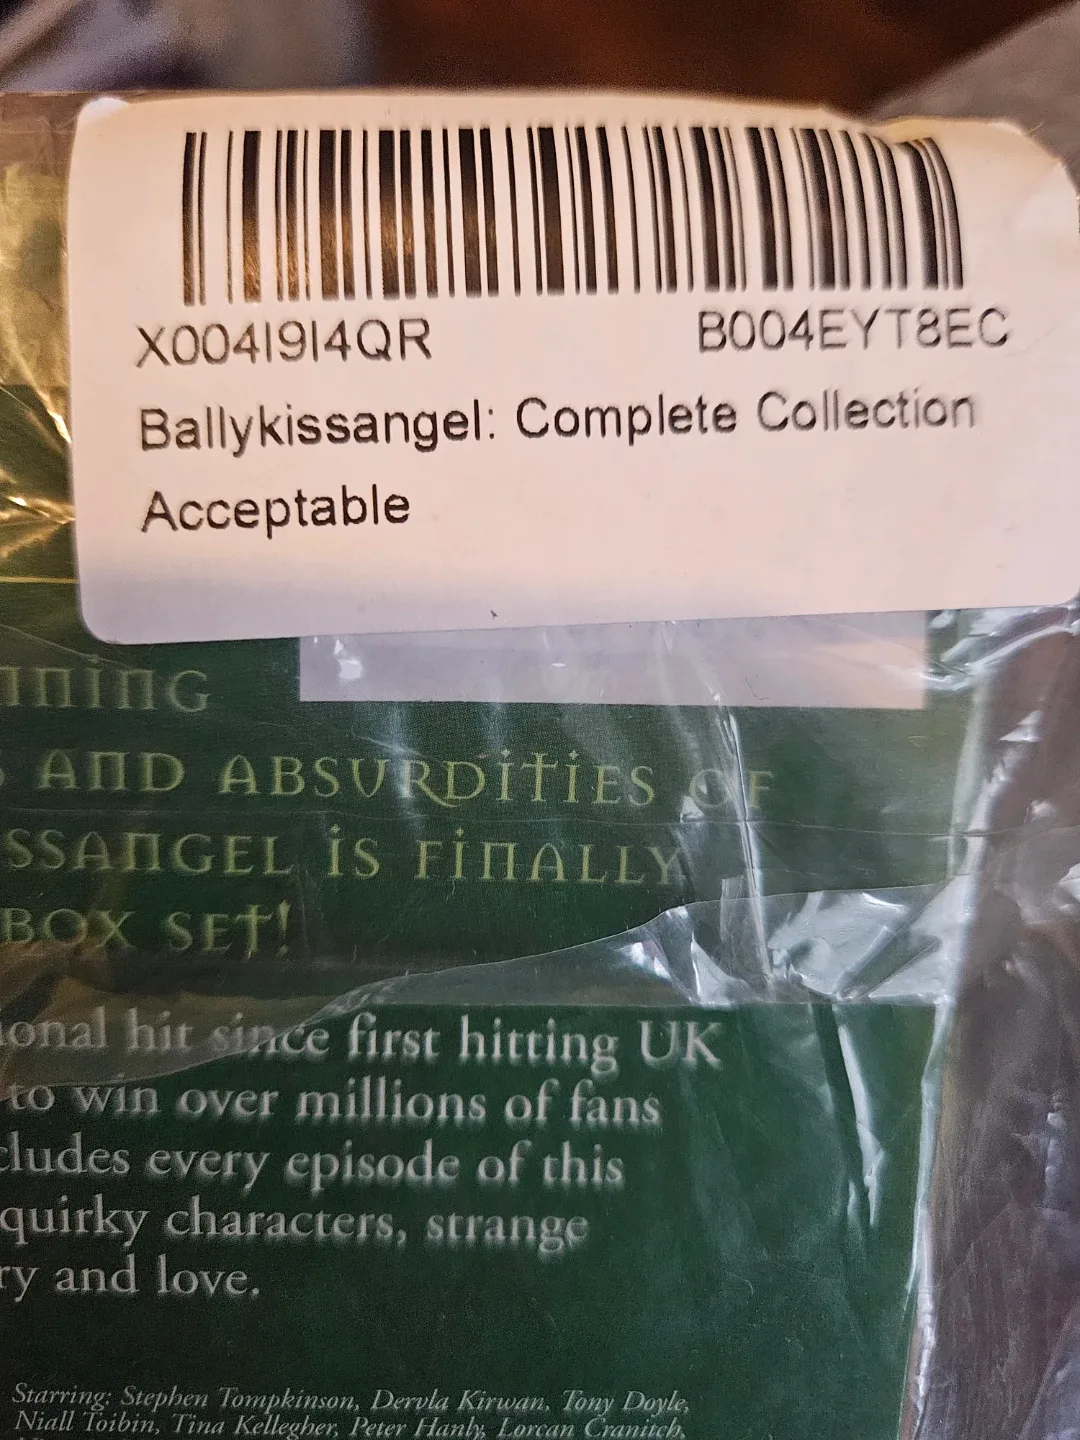 X004I9I4QR B004EYT8EC
Ballykissangel: Complete Collection
Acceptable
AND ABSURDITIES OF
SSANGEL IS FINALLY
BOX SET!
ional hit since first hitting UK
to win over millions of fans
cludes every episode of this
quirky characters, strange
ry and love.
Starring: Stephen Tompkinson, Dervla Kirwan, Tony Doyle,
Niall Toibin, Tina Kellegher, Peter Hanly, Lorcan Cranitch,